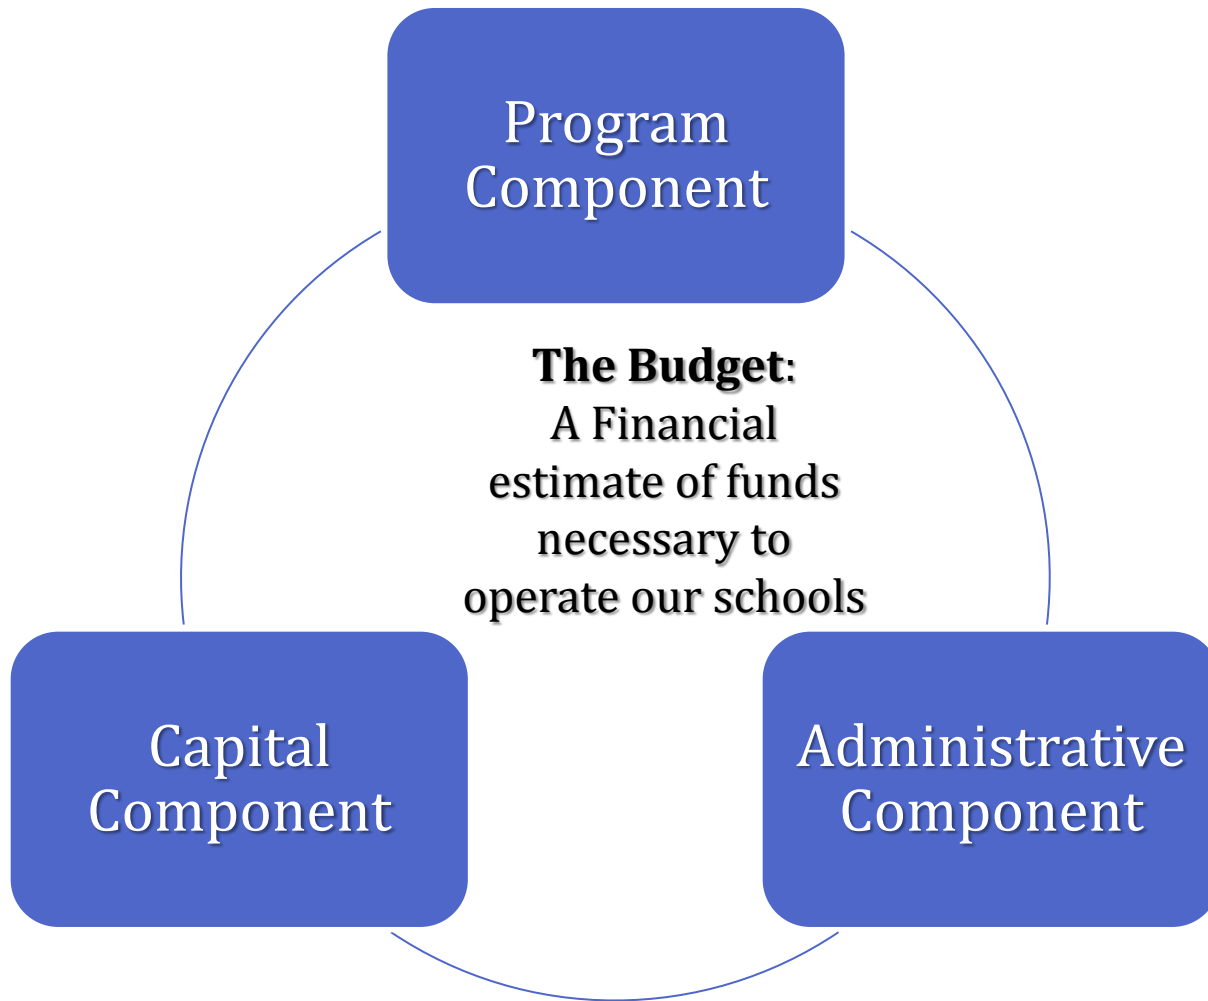 Program
Component
The Budget:
A Financial
estimate of funds
necessary to
operate our schools
Capital
Component
Administrative
Component